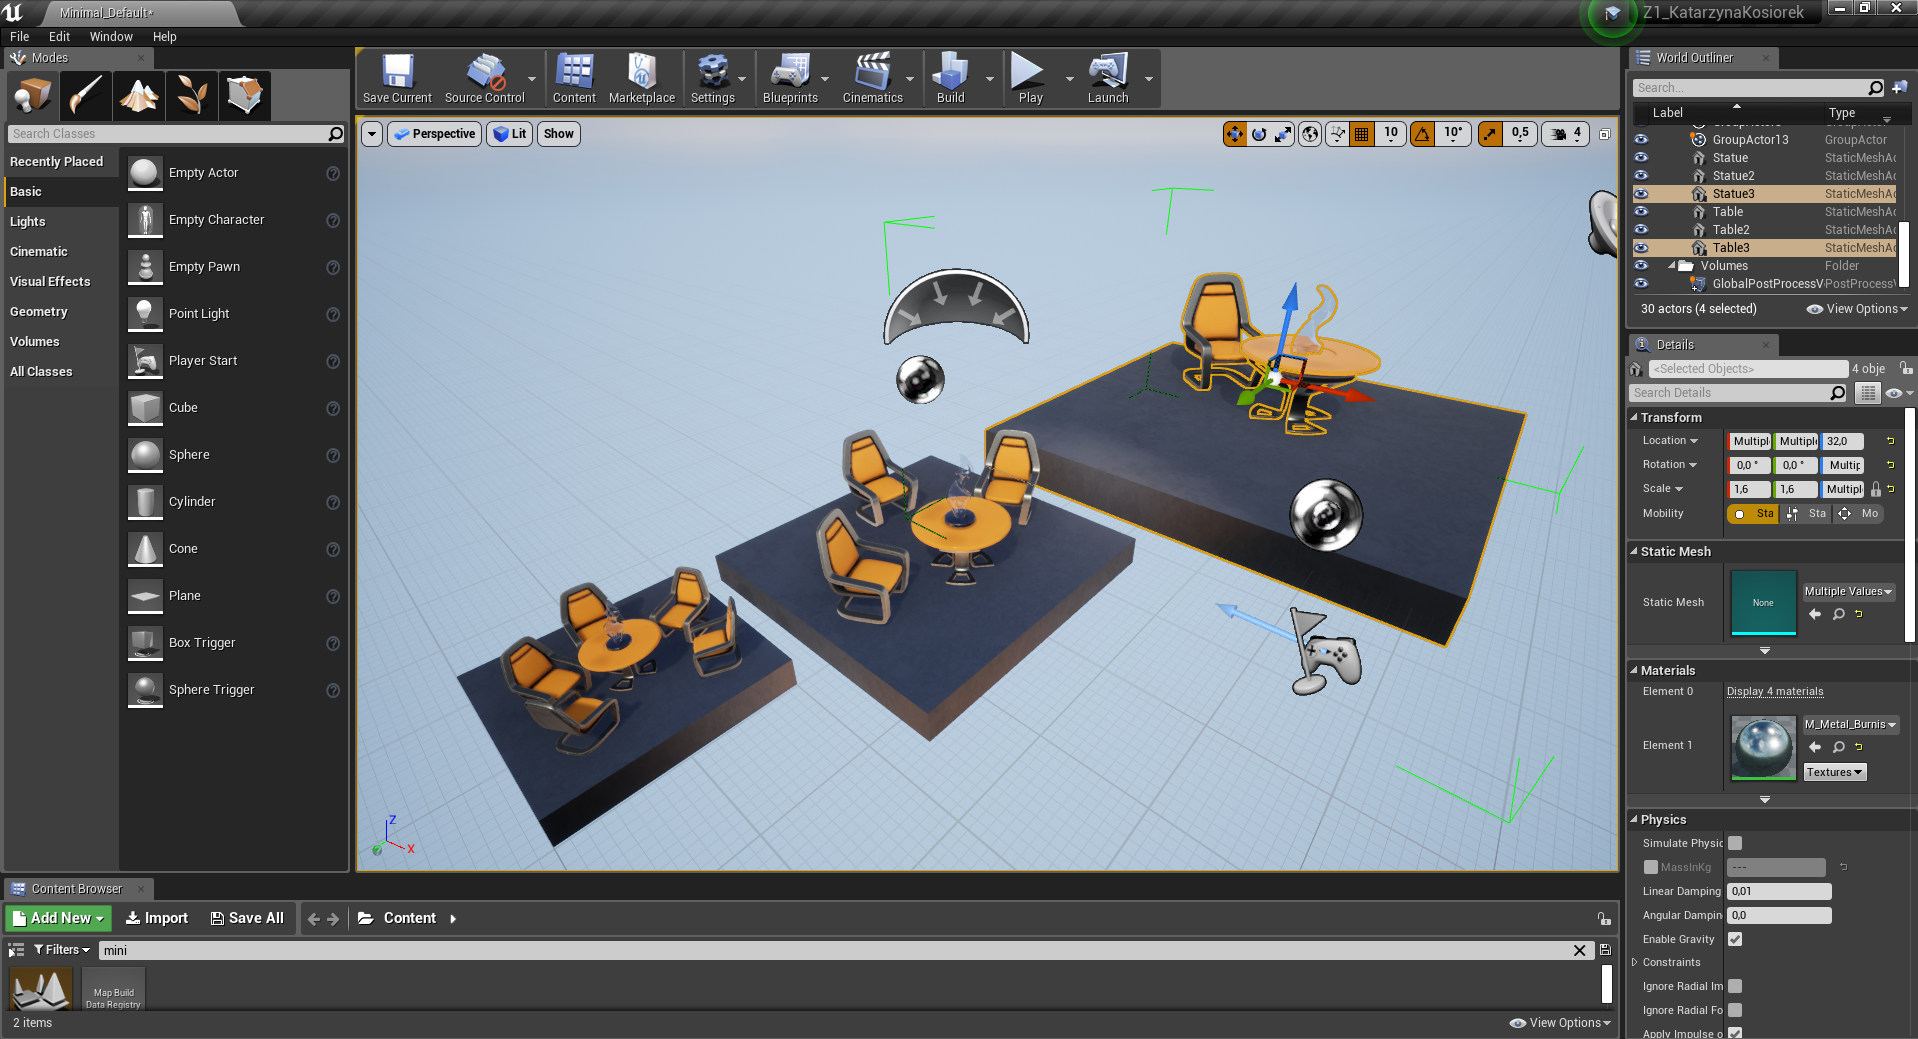 Minimal_Default*
Z1_KatarzynaKosiorek
File Edit Window Help
Modes
Search Classes
Recently Placed
Basic
Lights
Cinematic
Visual Effects
Geometry
Volumes
All Classes
Empty Actor
Empty Character
Empty Pawn
Point Light
Player Start
Cube
Sphere
Cylinder
Cone
Plane
Box Trigger
Sphere Trigger
Save Current Source Control Content Marketplace Settings Blueprints Cinematics Build Play Launch
Perspective Lit Show
10 10° 0,5 4
Z
X
World Outliner
Search...
Label Type
GroupActor13 GroupActor
Statue StaticMeshAc
Statue2 StaticMeshAc
Statue3 StaticMeshAc
Table StaticMeshAc
Table2 StaticMeshAc
Table3 StaticMeshAc
Volumes Folder
GlobalPostProcessV PostProcessV
30 actors (4 selected) View Options
Details
<Selected Objects> 4 obje
Search Details
Transform
Location Multipl Multipl 32,0
Rotation 0,0 ° 0,0 ° Multip
Scale 1,6 1,6 Multipl
Mobility Sta Sta Mo
Static Mesh
Static Mesh None Multiple Values
Materials
Element 0 Display 4 materials
Element 1 M_Metal_Burnis
Textures
Physics
Simulate Physic
MassInKg ---
Linear Damping 0,01
Angular Dampin 0,0
Enable Gravity
Constraints
Ignore Radial Im
Ignore Radial Fo
Apply Impulse o
Content Browser
Add New Import Save All Content
Filters mini
Map Build
Data Registry
2 items View Options